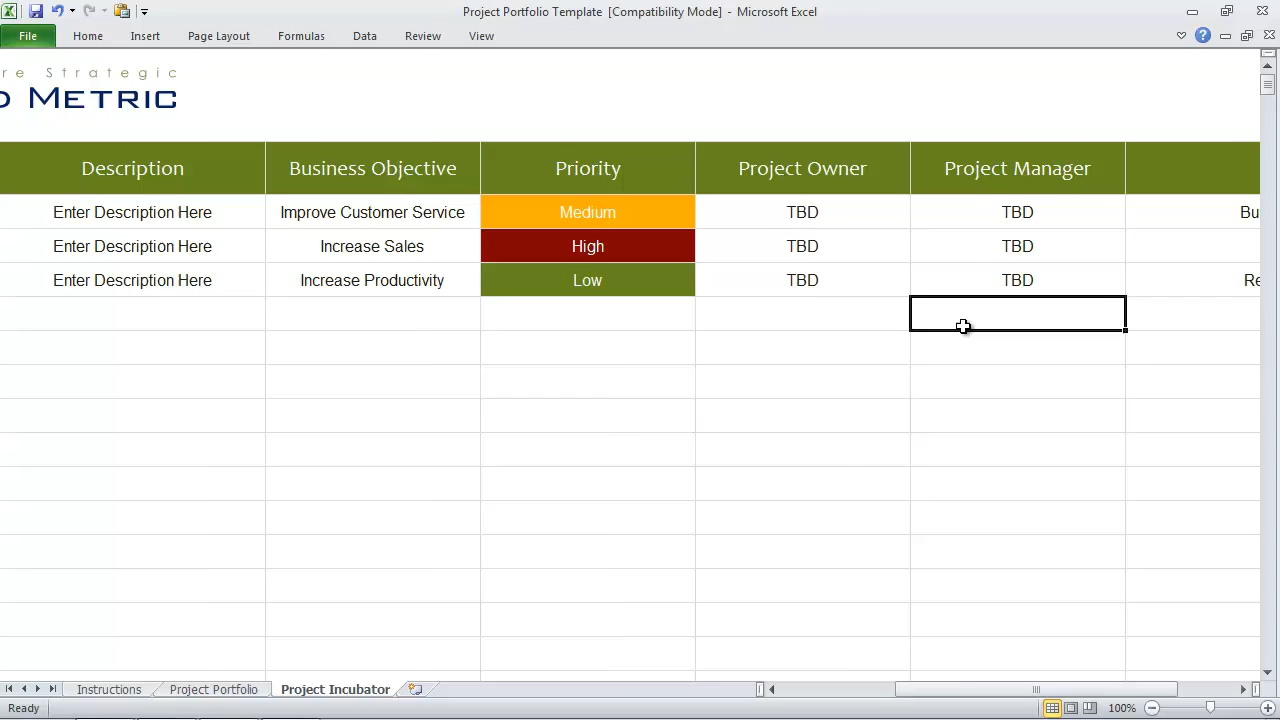 Project Portfolio Template [Compatibility Mode] - Microsoft Excel
File Home Insert Page Layout Formulas Data Review View
re Strategic
METRIC
Description Business Objective Priority Project Owner Project Manager
Enter Description Here Improve Customer Service Medium TBD TBD Bu
Enter Description Here Increase Sales High TBD TBD
Enter Description Here Increase Productivity Low TBD TBD Re
Instructions Project Portfolio Project Incubator
Ready 100%